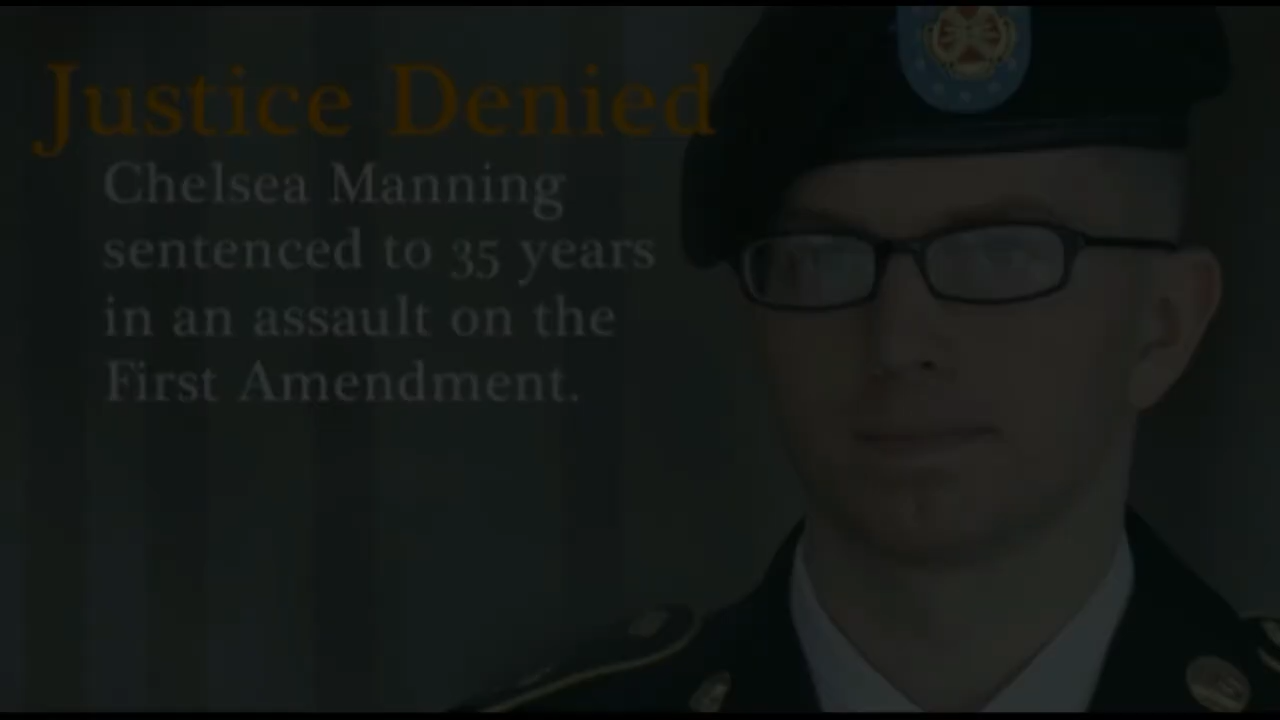 Justice Denied
Chelsea Manning
sentenced to 35 years
in an assault on the
First Amendment.